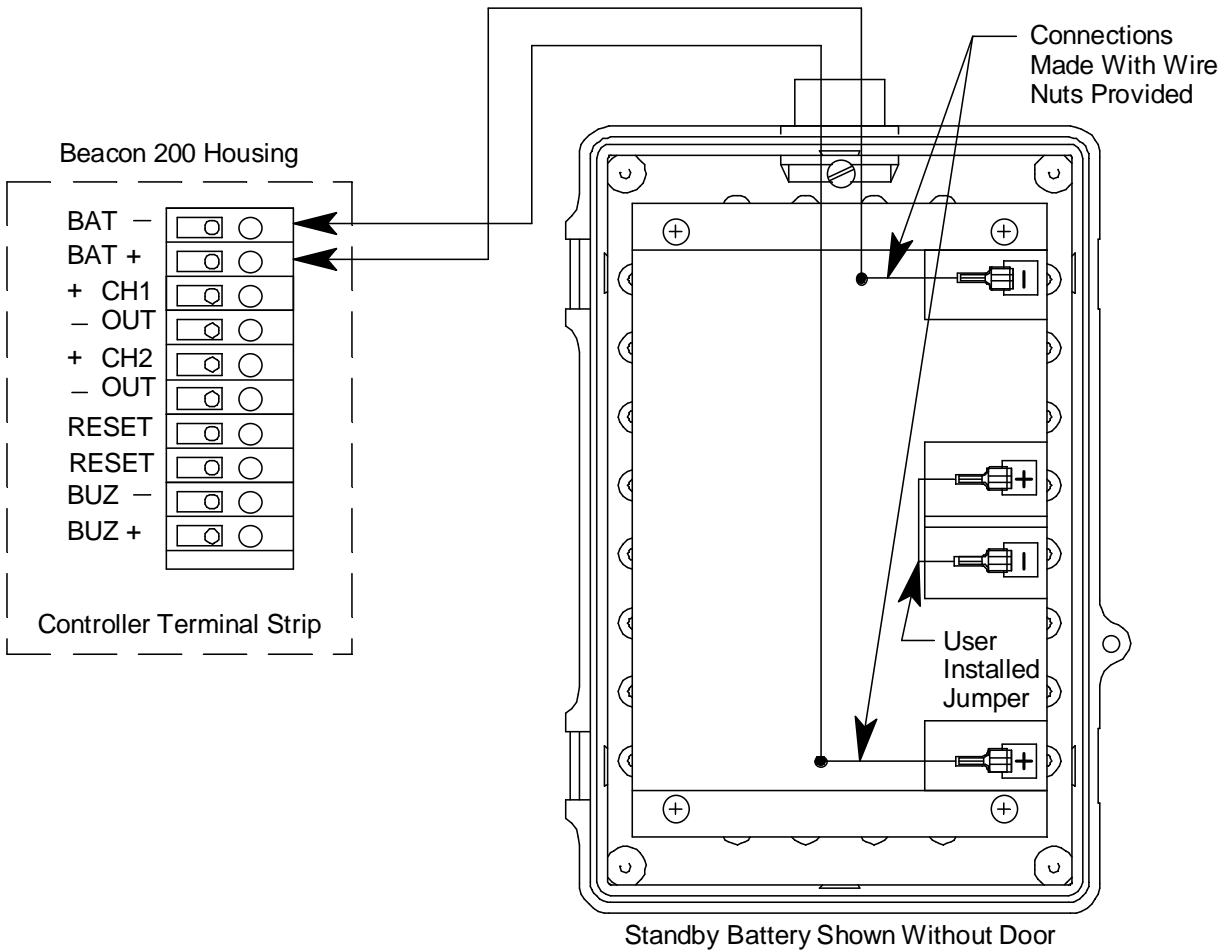 Connections
Made With Wire
Nuts Provided
Beacon 200 Housing
BAT −
BAT +
+ CH1
− OUT
+ CH2
− OUT
RESET
RESET
BUZ −
BUZ +
Controller Terminal Strip
−
+
−
User
Installed
Jumper
+
Standby Battery Shown Without Door